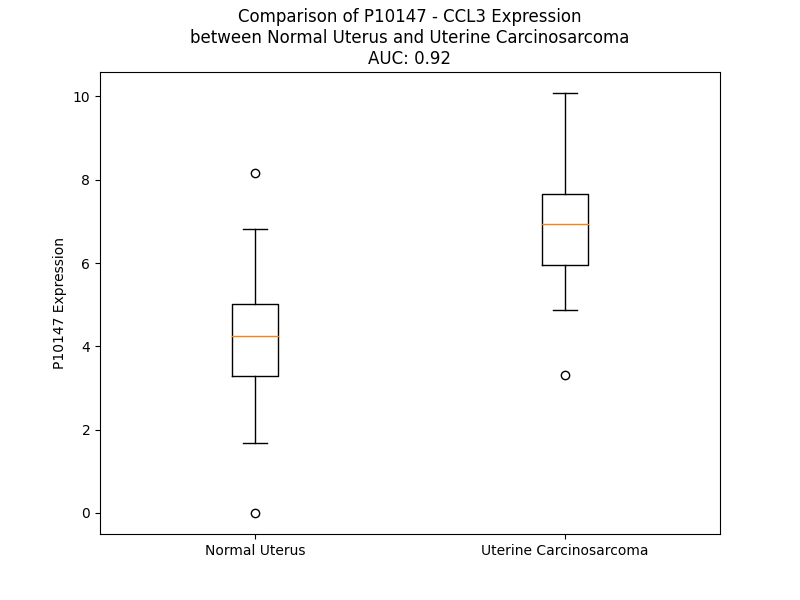 Comparison of P10147 - CCL3 Expression
between Normal Uterus and Uterine Carcinosarcoma
AUC: 0.92
10
8
6
4
2
0
P10147 Expression
Normal Uterus
Uterine Carcinosarcoma